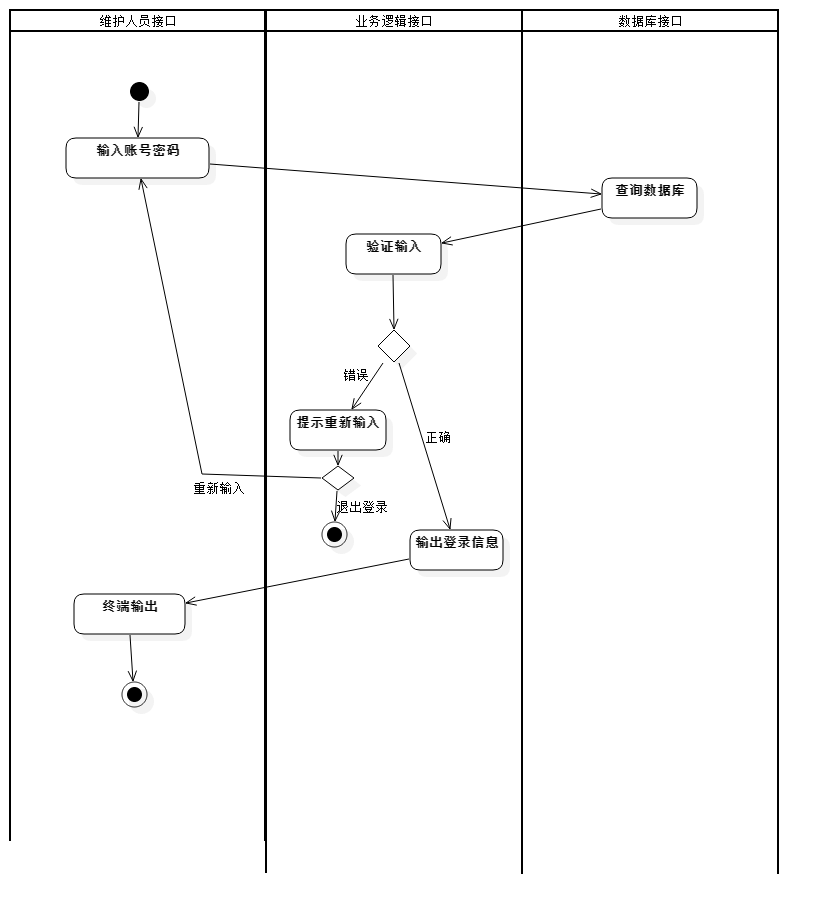 维护人员接口
业务逻辑接口
数据库接口
输入账号密码
查询数据库
验证输入
错误
提示重新输入
正确
重新输入
退出登录
输出登录信息
终端输出